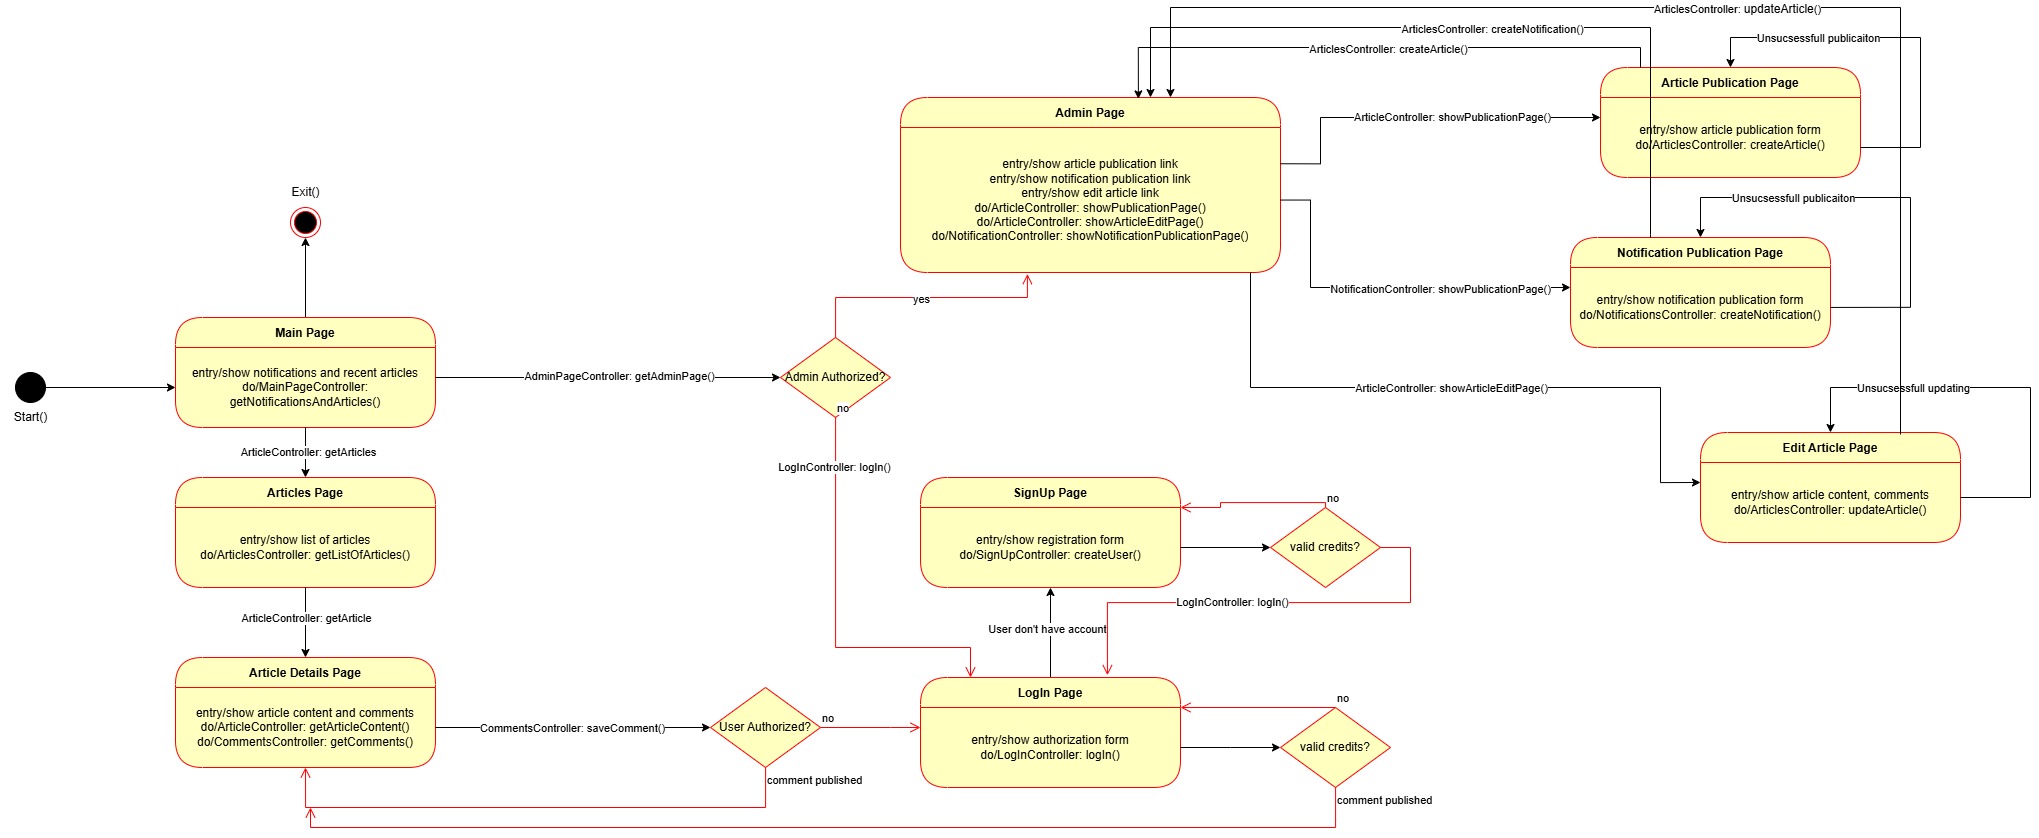 ArticlesController: updateArticle()
ArticlesController: createNotification()
ArticlesController: createArticle()
Unsucsessfull publicaiton
Article Publication Page
entry/show article publication form
do/ArticlesController: createArticle()
Admin Page
entry/show article publication link
entry/show notification publication link
entry/show edit article link
do/ArticleController: showPublicationPage()
do/ArticleController: showArticleEditPage()
do/NotificationController: showNotificationPublicationPage()
ArticleController: showPublicationPage()
Unsucsessfull publicaiton
Notification Publication Page
entry/show notification publication form
do/NotificationsController: createNotification()
NotificationController: showPublicationPage()
Exit()
yes
Main Page
entry/show notifications and recent articles
do/MainPageController:
getNotificationsAndArticles()
Start()
AdminPageController: getAdminPage()
Admin Authorized?
no
ArticleController: showArticleEditPage()
Unsucsessfull updating
Edit Article Page
entry/show article content, comments
do/ArticlesController: updateArticle()
ArticleController: getArticles
LogInController: logIn()
Articles Page
entry/show list of articles
do/ArticlesController: getListOfArticles()
SignUp Page
entry/show registration form
do/SignUpController: createUser()
no
valid credits?
LogInController: logIn()
ArticleController: getArticle
User don't have account
Article Details Page
entry/show article content and comments
do/ArticleController: getArticleContent()
do/CommentsController: getComments()
CommentsController: saveComment()
User Authorized?
no
comment published
LogIn Page
entry/show authorization form
do/LogInController: logIn()
no
valid credits?
comment published